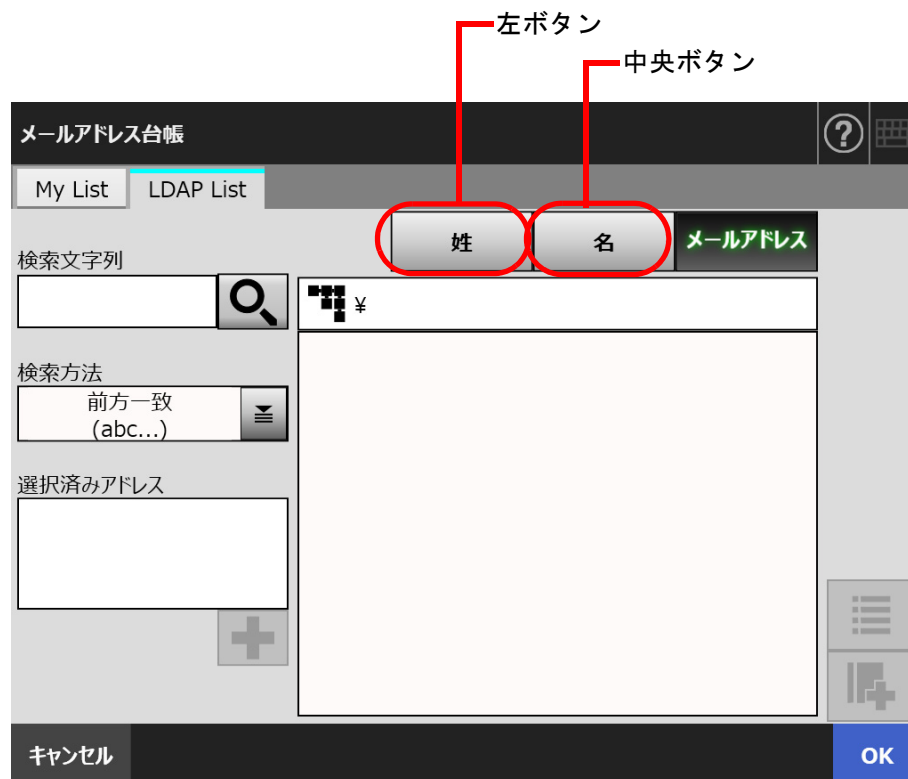 左ボタン
中央ボタン
メールアドレス台帳
?
My List
LDAP List
姓
名
メールアドレス
検索文字列
¥
検索方法
前方一致
(abc...)
選択済みアドレス
キャンセル
OK